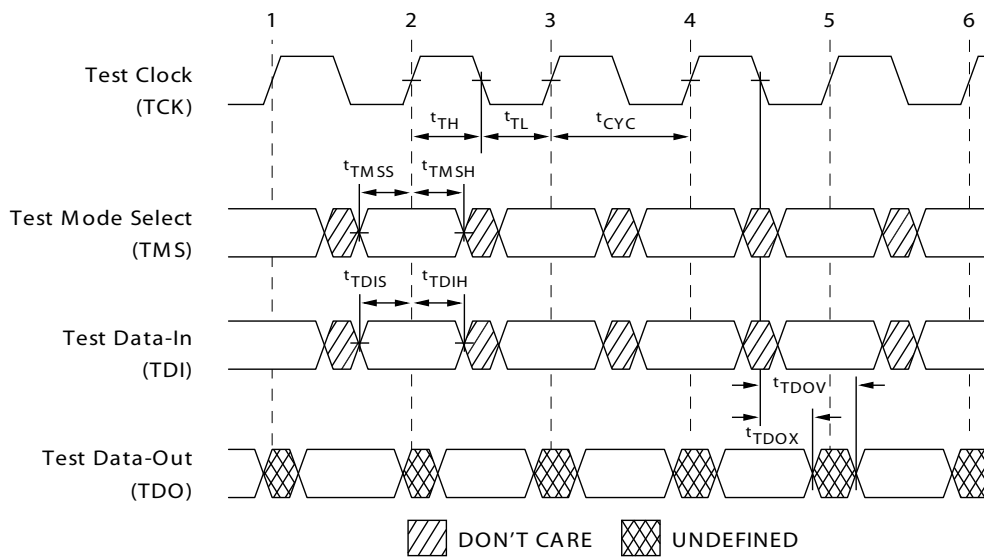 1 2 3 4 5 6
Test Clock
(TCK)
tTH tTL tCYC
tTMSS tTMSH
Test Mode Select
(TMS)
tTDIS tTDIH
Test Data-In
(TDI)
tTDOV
tTDOX
Test Data-Out
(TDO)
DON'T CARE UNDEFINED